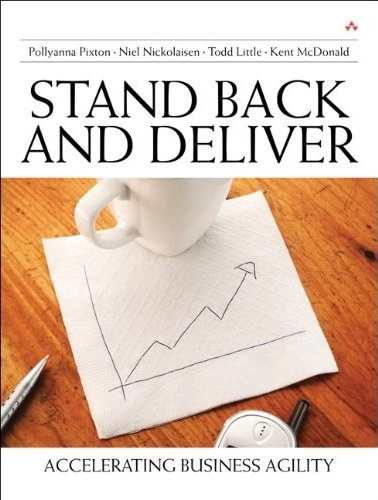 Pollyanna Pixton · Niel Nickolaisen · Todd Little · Kent McDonald
STAND BACK
AND DELIVER
ACCELERATING BUSINESS AGILITY